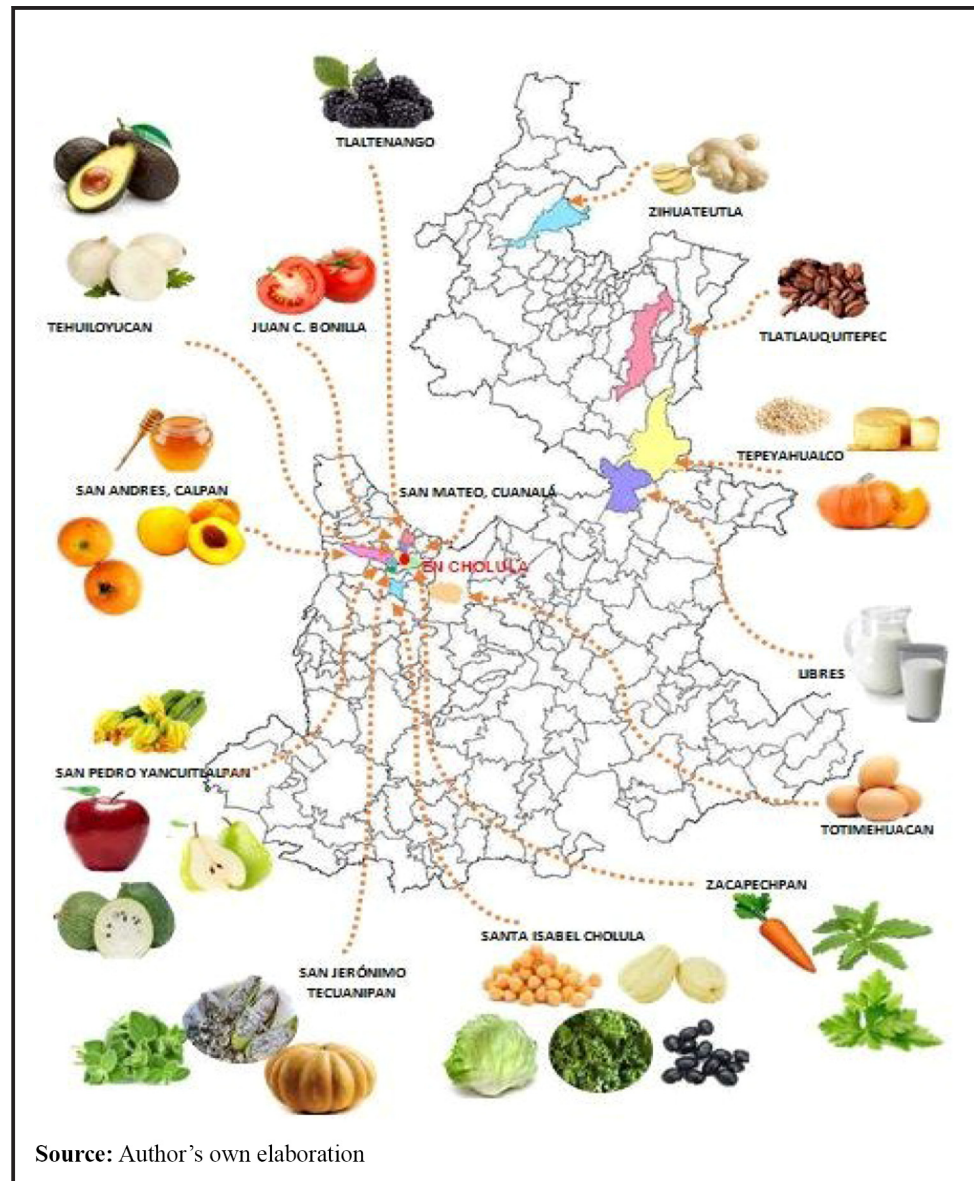 TLALTENANGO
ZIHUATEUTLA
TEHUILOYUCAN
JUAN C. BONILLA
TLATLAUQUITEPEC
TEPEYAHUALCO
SAN ANDRES, CALPAN
SAN MATEO, CUANALÁ
EN CHOLULA
LIBRES
SAN PEDRO YANCUITLALPAN
TOTIMEHUACAN
ZACAPECHPAN
SANTA ISABEL CHOLULA
SAN JERÓNIMO
TECUANIPAN
Source: Author's own elaboration